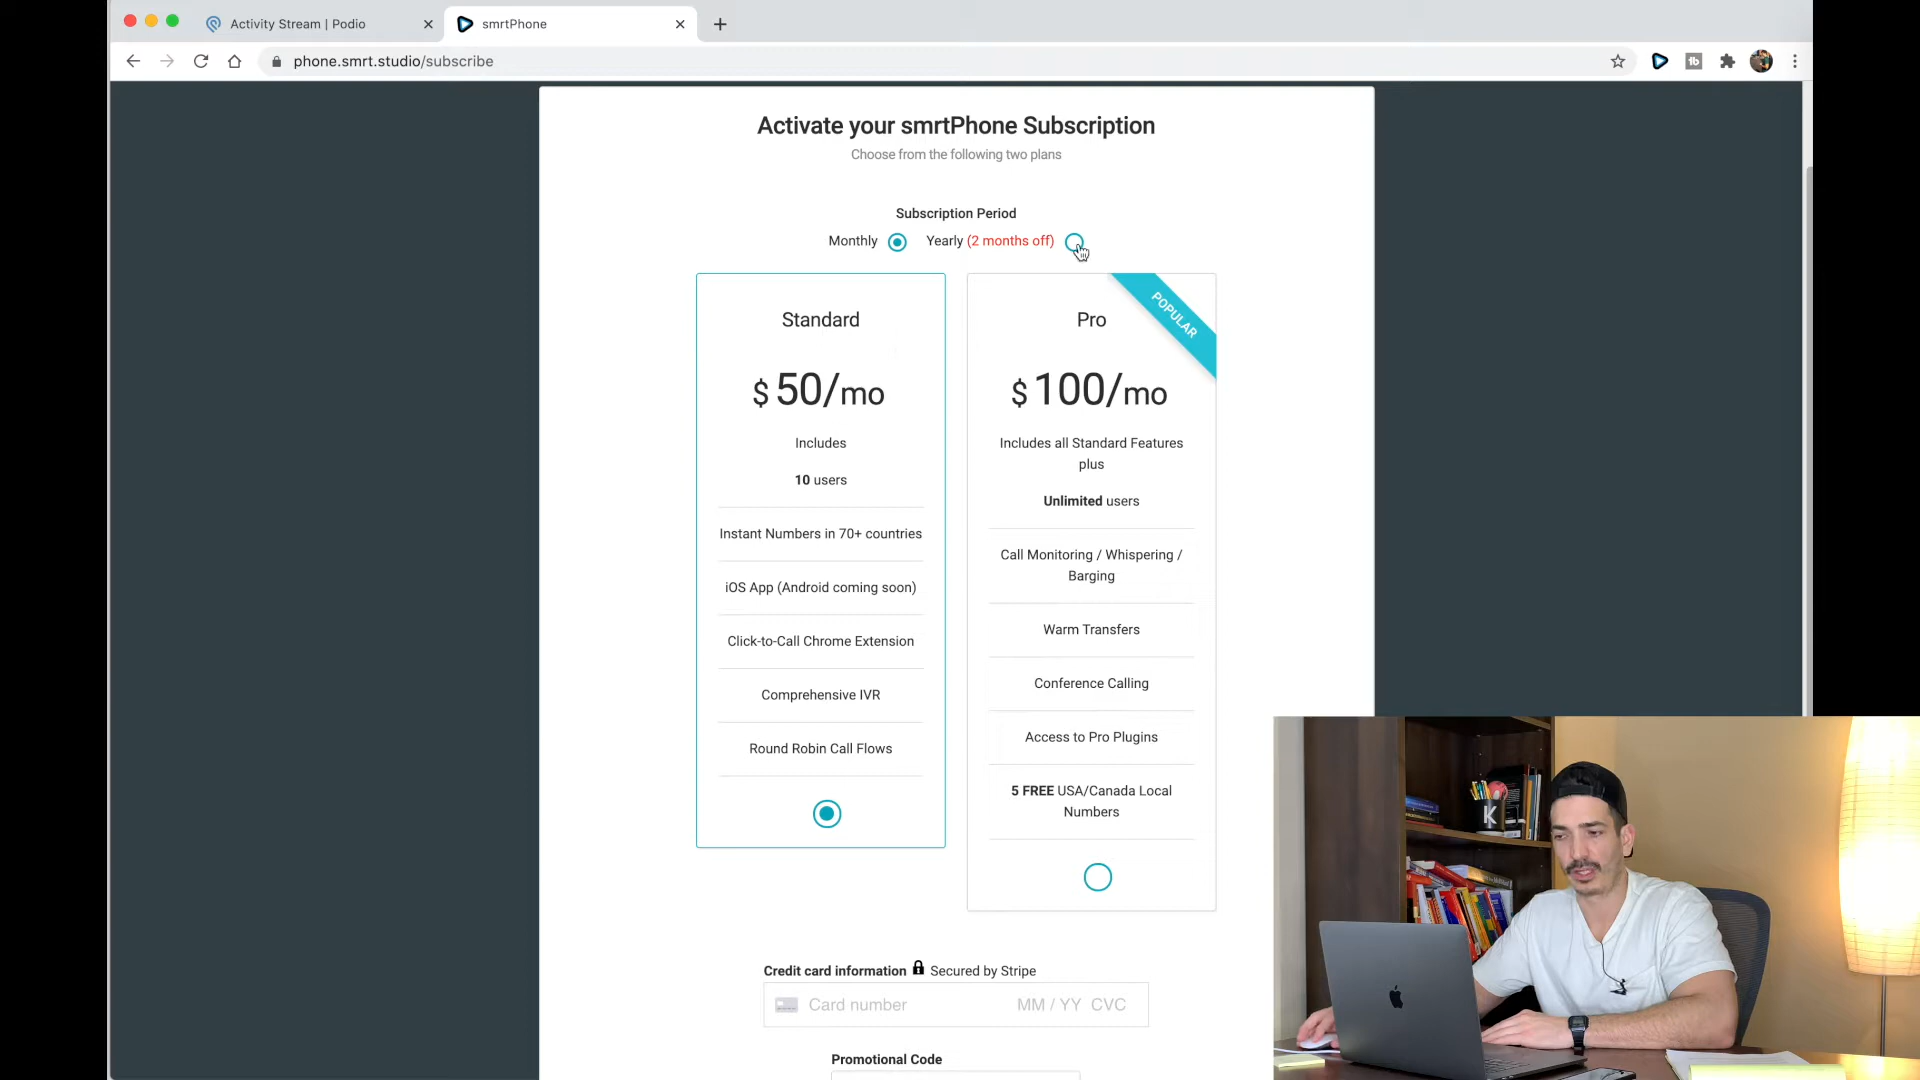 Activity Stream | Podio
smrtPhone
phone.smrt.studio/subscribe
Activate your smrtPhone Subscription
Choose from the following two plans
Subscription Period
Monthly
Yearly (2 months off)
Standard
$ 50/mo
Includes
10 users
Instant Numbers in 70+ countries
iOS App (Android coming soon)
Click-to-Call Chrome Extension
Comprehensive IVR
Round Robin Call Flows
POPULAR
Pro
$ 100/mo
Includes all Standard Features
plus
Unlimited users
Call Monitoring / Whispering /
Barging
Warm Transfers
Conference Calling
Access to Pro Plugins
5 FREE USA/Canada Local
Numbers
Credit card information Secured by Stripe
Card number MM / YY CVC
Promotional Code
K